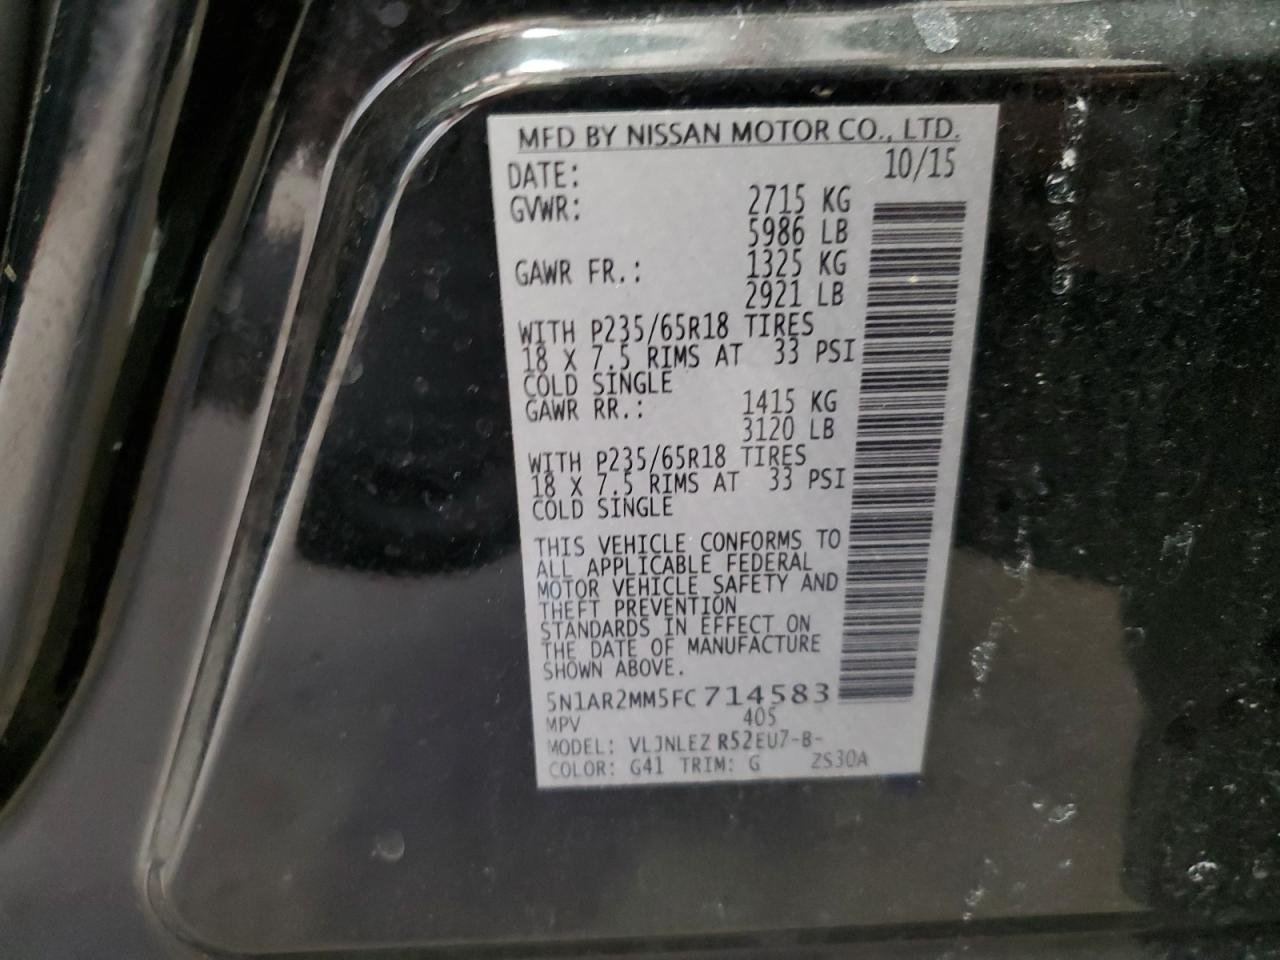 MFD BY NISSAN MOTOR CO., LTD.
DATE: 10/15
GVWR: 2715 KG
5986 LB
GAWR FR.: 1325 KG
2921 LB
WITH P235/65R18 TIRES
18 X 7.5 RIMS AT 33 PSI
COLD SINGLE
GAWR RR.: 1415 KG
3120 LB
WITH P235/65R18 TIRES
18 X 7.5 RIMS AT 33 PSI
COLD SINGLE
THIS VEHICLE CONFORMS TO
ALL APPLICABLE FEDERAL
MOTOR VEHICLE SAFETY AND
THEFT PREVENTION
STANDARDS IN EFFECT ON
THE DATE OF MANUFACTURE
SHOWN ABOVE.
5N1AR2MM5FC714583
MPV 405
MODEL: VLJNLEZ R52EU7-B-
COLOR: G41 TRIM: G ZS30A